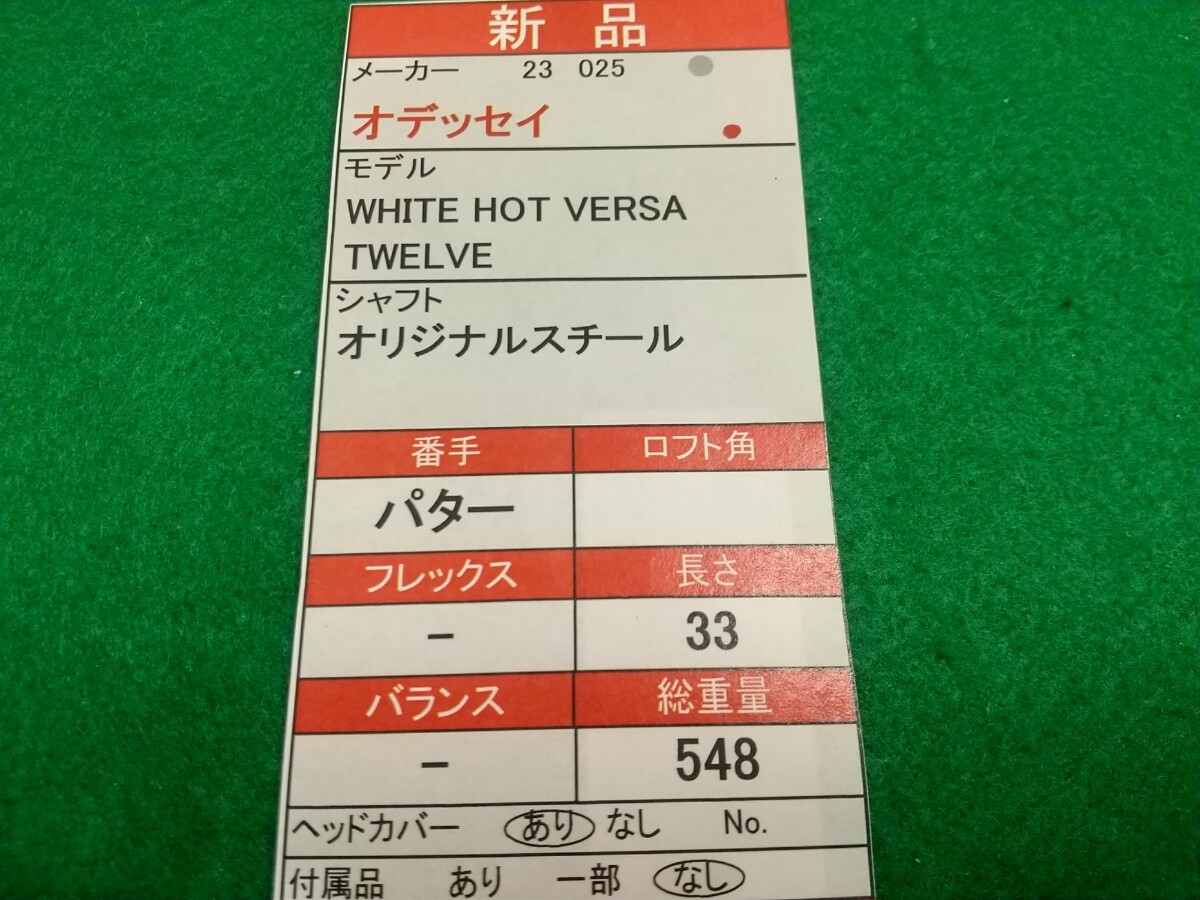 新 品
メーカー 23 025
オデッセイ
モデル
WHITE HOT VERSA
TWELVE
シャフト
オリジナルスチール
番手 ロフト角
パター
フレックス 長さ
- 33
バランス 総重量
- 548
ヘッドカバー あり なし No.
付属品 あり 一部 なし